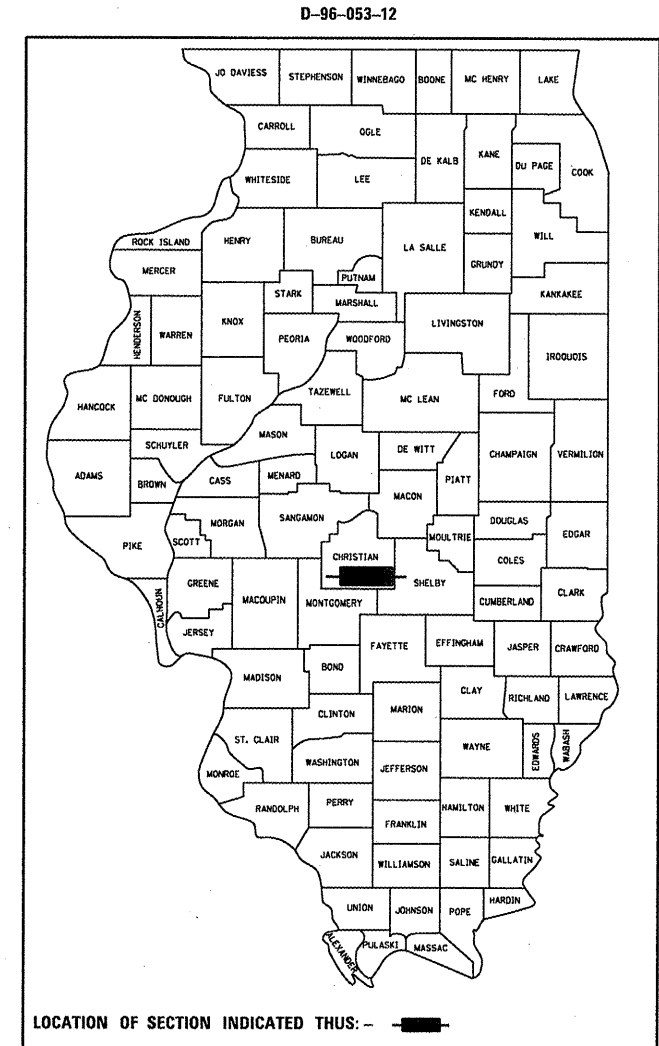 D-96-053-12
JO DAVIESS STEPHENSON WINNEBAGO BOONE MC HENRY LAKE
CARROLL OGLE DE KALB KANE DU PAGE COOK
WHITESIDE LEE
KENDALL WILL
ROCK ISLAND HENRY BUREAU LA SALLE GRUNDY
MERCER STARK PUTNAM KANKAKEE
MARSHALL
HENDERSON WARREN KNOX PEORIA WOODFORD LIVINGSTON IROQUOIS
HANCOCK MC DONOUGH FULTON TAZEWELL MC LEAN FORD
SCHUYLER MASON LOGAN DE WITT CHAMPAIGN VERMILION
ADAMS BROWN CASS MENARD MACON PIATT
PIKE SCOTT MORGAN SANGAMON MOULTRIE DOUGLAS EDGAR
CHRISTIAN COLES
CALHOUN GREENE MACOUPIN MONTGOMERY SHELBY CUMBERLAND CLARK
JERSEY FAYETTE EFFINGHAM JASPER CRAWFORD
MADISON BOND CLAY RICHLAND LAWRENCE
CLINTON MARION
ST. CLAIR WASHINGTON JEFFERSON WAYNE EDWARDS WABASH
MONROE
RANDOLPH PERRY FRANKLIN HAMILTON WHITE
JACKSON WILLIAMSON SALINE GALLATIN
UNION JOHNSON POPE HARDIN
ALEXANDER PULASKI MASSAC
LOCATION OF SECTION INDICATED THUS: -